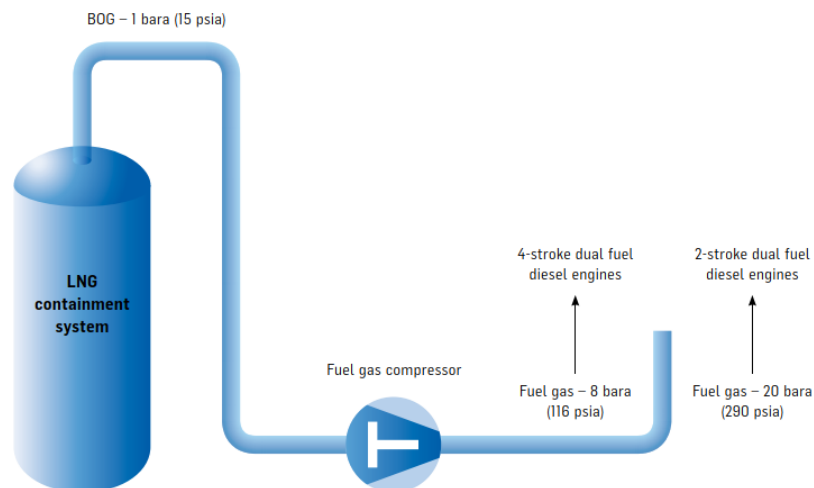 BOG – 1 bara (15 psia)
LNG
containment
system
Fuel gas compressor
4-stroke dual fuel
diesel engines
2-stroke dual fuel
diesel engines
Fuel gas – 8 bara
(116 psia)
Fuel gas – 20 bara
(290 psia)